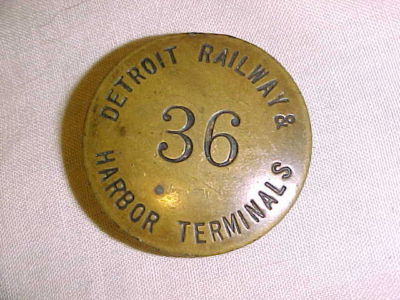 DETROIT RAILWAY &
36
HARBOR TERMINALS